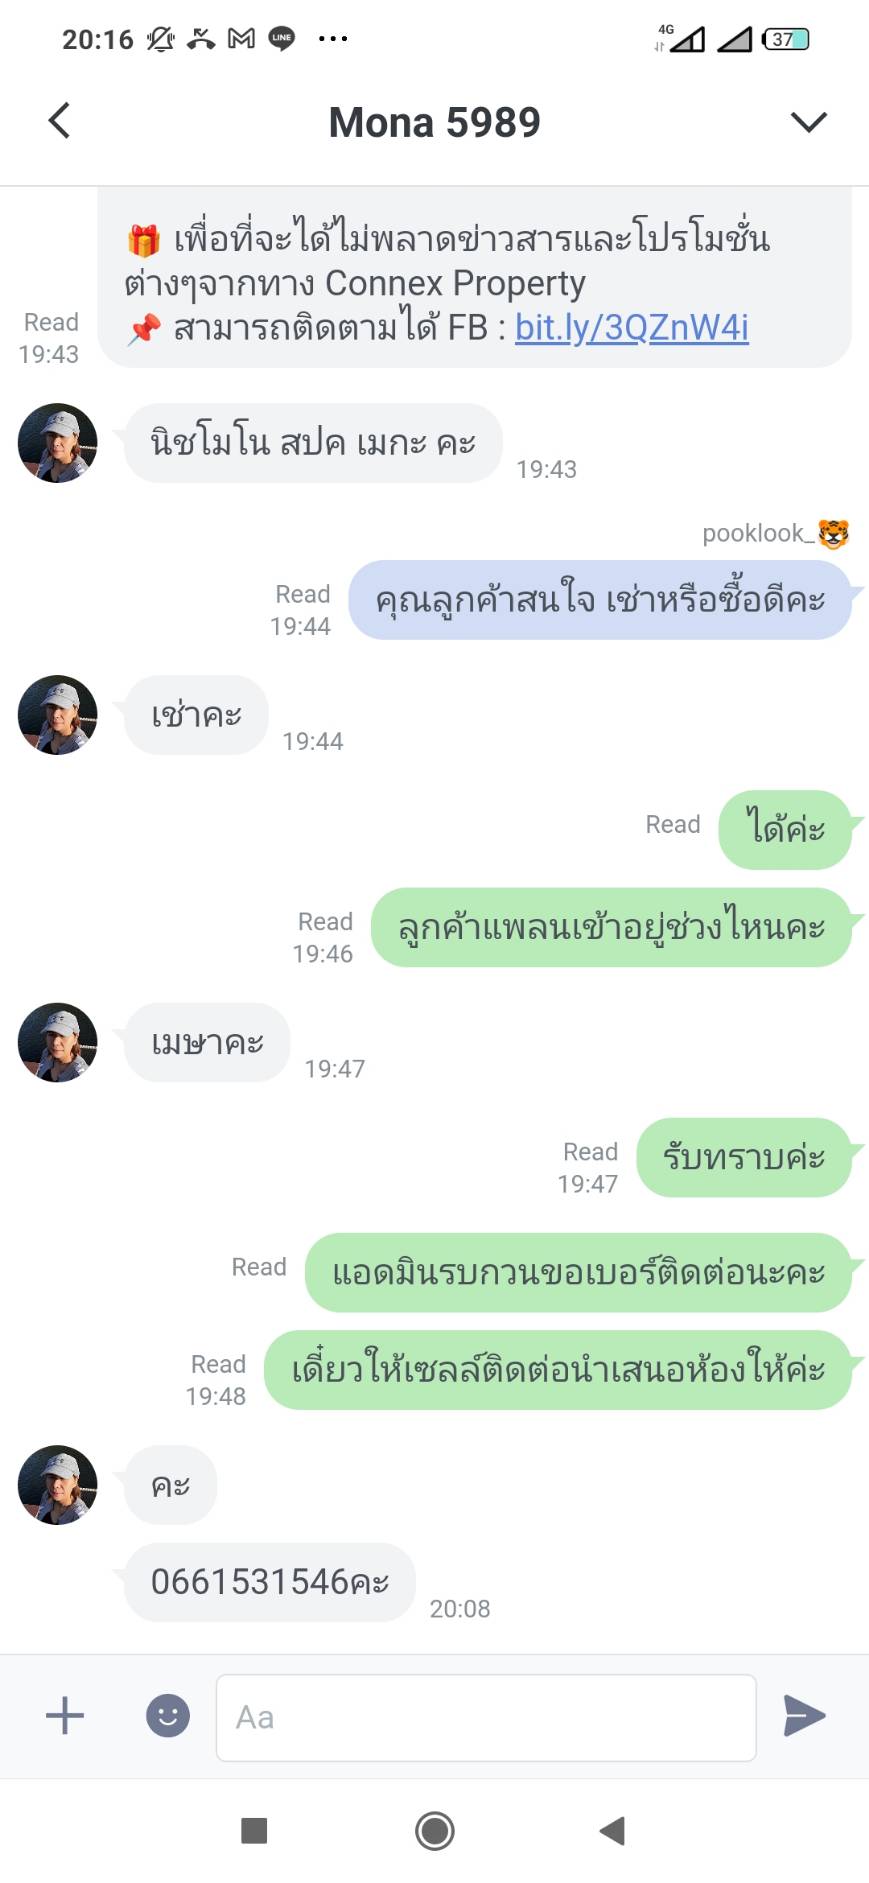 20:16
4G
37
Mona 5989
🎁 เพื่อที่จะได้ไม่พลาดข่าวสารและโปรโมชั่น
ต่างๆจากทาง Connex Property
📌 สามารถติดตามได้ FB : bit.ly/3QZnW4i
Read
19:43
นิชโมโน สปค เมกะ คะ
19:43
pooklook_🐯
คุณลูกค้าสนใจ เช่าหรือซื้อดีคะ
Read
19:44
เช่าคะ
19:44
Read
ได้ค่ะ
ลูกค้าแพลนเข้าอยู่ช่วงไหนคะ
Read
19:46
เมษาคะ
19:47
รับทราบค่ะ
Read
19:47
Read
แอดมินรบกวนขอเบอร์ติดต่อนะคะ
เดี๋ยวให้เซลล์ติดต่อนำเสนอห้องให้ค่ะ
Read
19:48
คะ
0661531546คะ
20:08
Aa